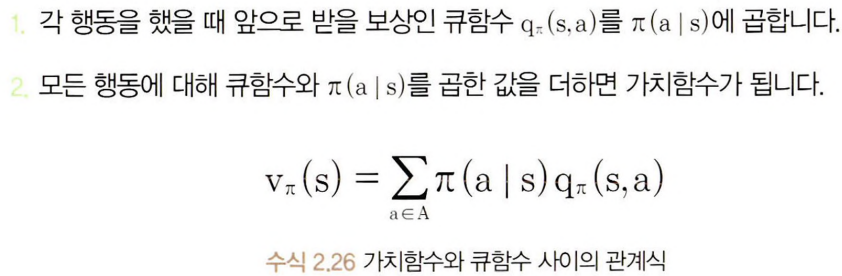 1. 각 행동을 했을 때 앞으로 받을 보상인 큐함수 qπ(s,a)를 π(a | s)에 곱합니다.
2. 모든 행동에 대해 큐함수와 π(a | s)를 곱한 값을 더하면 가치함수가 됩니다.
vπ(s) = ∑a∈A π(a | s) qπ(s,a)
수식 2.26 가치함수와 큐함수 사이의 관계식